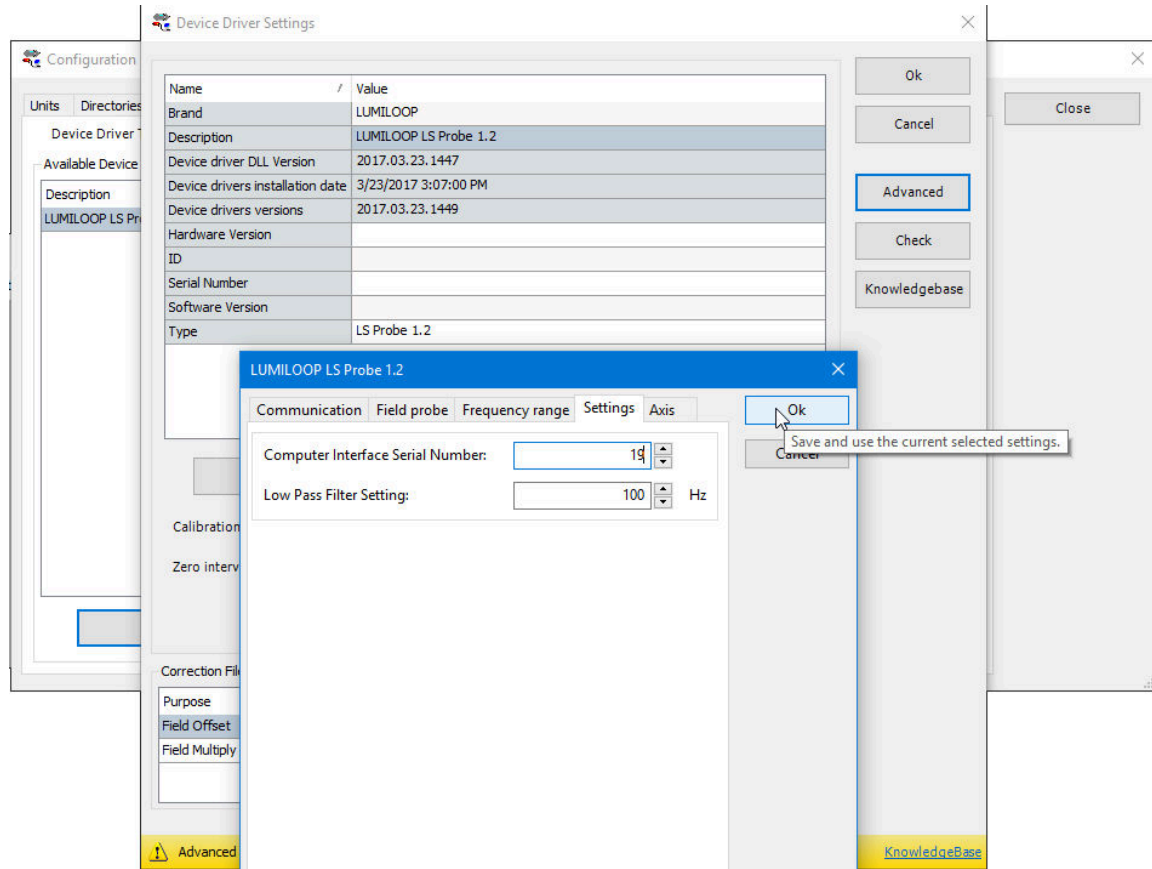 Device Driver Settings
Configuration
Units Directories
Device Driver
Available Device
Description
LUMILOOP LS
Close
Name / Value
Brand LUMILOOP
Description LUMILOOP LS Probe 1.2
Device driver DLL Version 2017.03.23.1447
Device drivers installation date 3/23/2017 3:07:00 PM
Device drivers versions 2017.03.23.1449
Hardware Version
ID
Serial Number
Software Version
Type LS Probe 1.2
Ok
Cancel
Advanced
Check
Knowledgebase
Calibration
Zero
Correction
Purpose
Field Offset
Field Multiply
Advanced
KnowledgeBase
LUMILOOP LS Probe 1.2
Communication Field probe Frequency range Settings Axis
Computer Interface Serial Number: 19
Low Pass Filter Setting: 100 Hz
Ok
Save and use the current selected settings.
Cancel